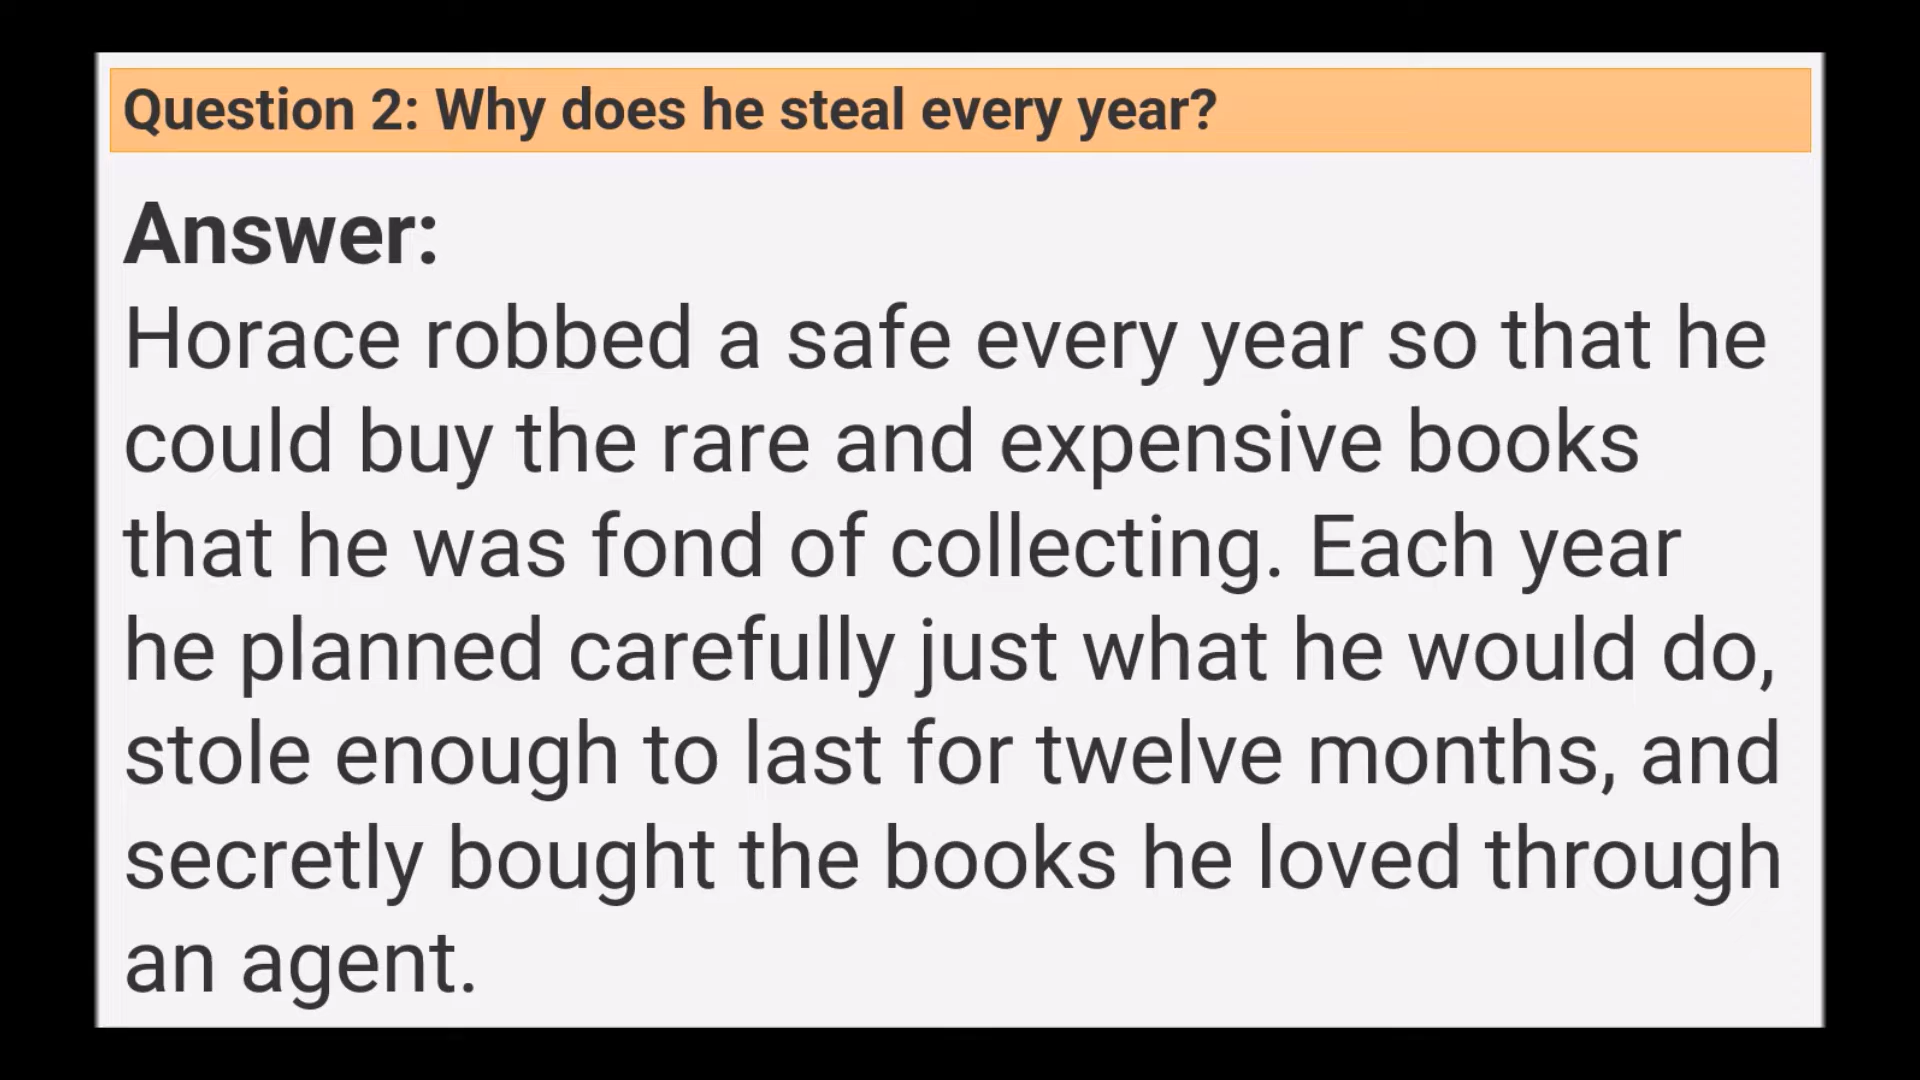 Question 2: Why does he steal every year?
Answer:
Horace robbed a safe every year so that he
could buy the rare and expensive books
that he was fond of collecting. Each year
he planned carefully just what he would do,
stole enough to last for twelve months, and
secretly bought the books he loved through
an agent.